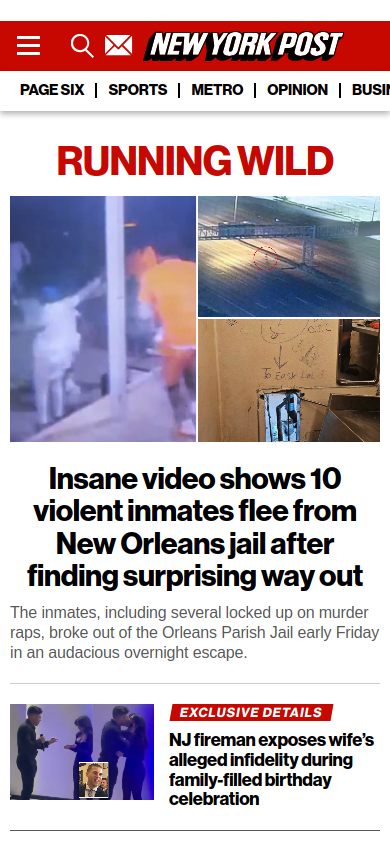 NEW YORK POST
PAGE SIX | SPORTS | METRO | OPINION |
RUNNING WILD
To Easy LoL
Insane video shows 10
violent inmates flee from
New Orleans jail after
finding surprising way out
The inmates, including several locked up on murder
raps, broke out of the Orleans Parish Jail early Friday
in an audacious overnight escape.
EXCLUSIVE DETAILS
NJ fireman exposes wife’s
alleged infidelity during
family-filled birthday
celebration